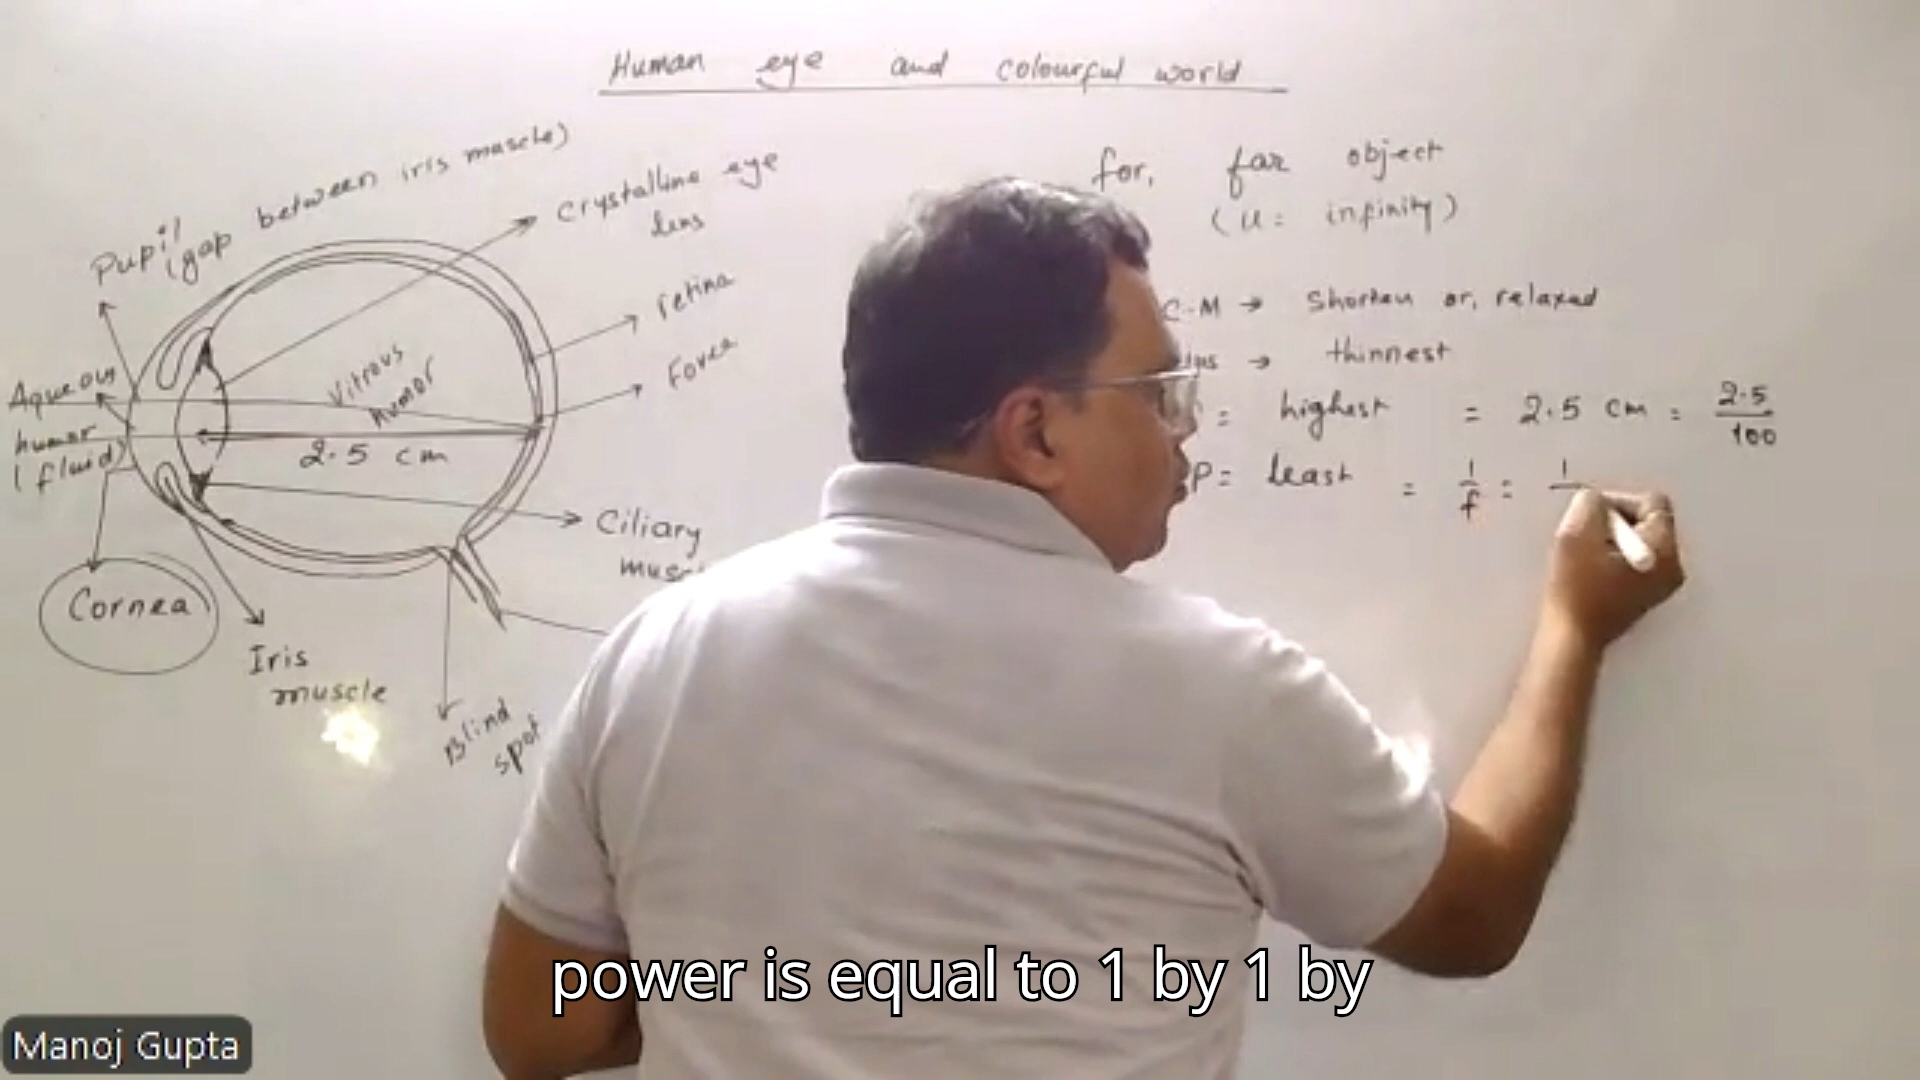 Human eye and colourful world
Pupil
(gap between iris muscle)
Crystalline eye
lens
retina
Fovea
Aqueous
humor
(fluid)
Vitrous
Humor
2.5 cm
Ciliary
Cornea
Iris
muscle
Blind
spot
for, far object
(u = infinity)
C.M → Shorten or, relaxed
→ thinnest
= highest = 2.5 cm = 2.5
100
P = least = 1 = 1
f
power is equal to 1 by 1 by
Manoj Gupta